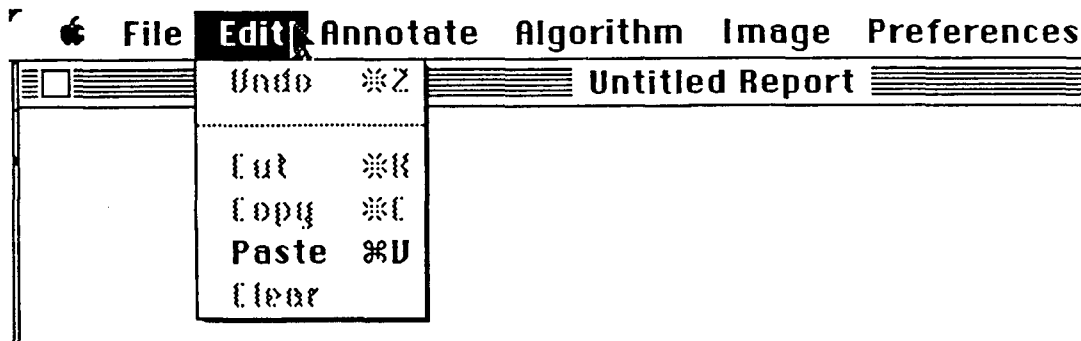 File Edit Annotate Algorithm Image Preferences
Untitled Report
Undo ⌘Z
Cut ⌘X
Copy ⌘C
Paste ⌘V
Clear